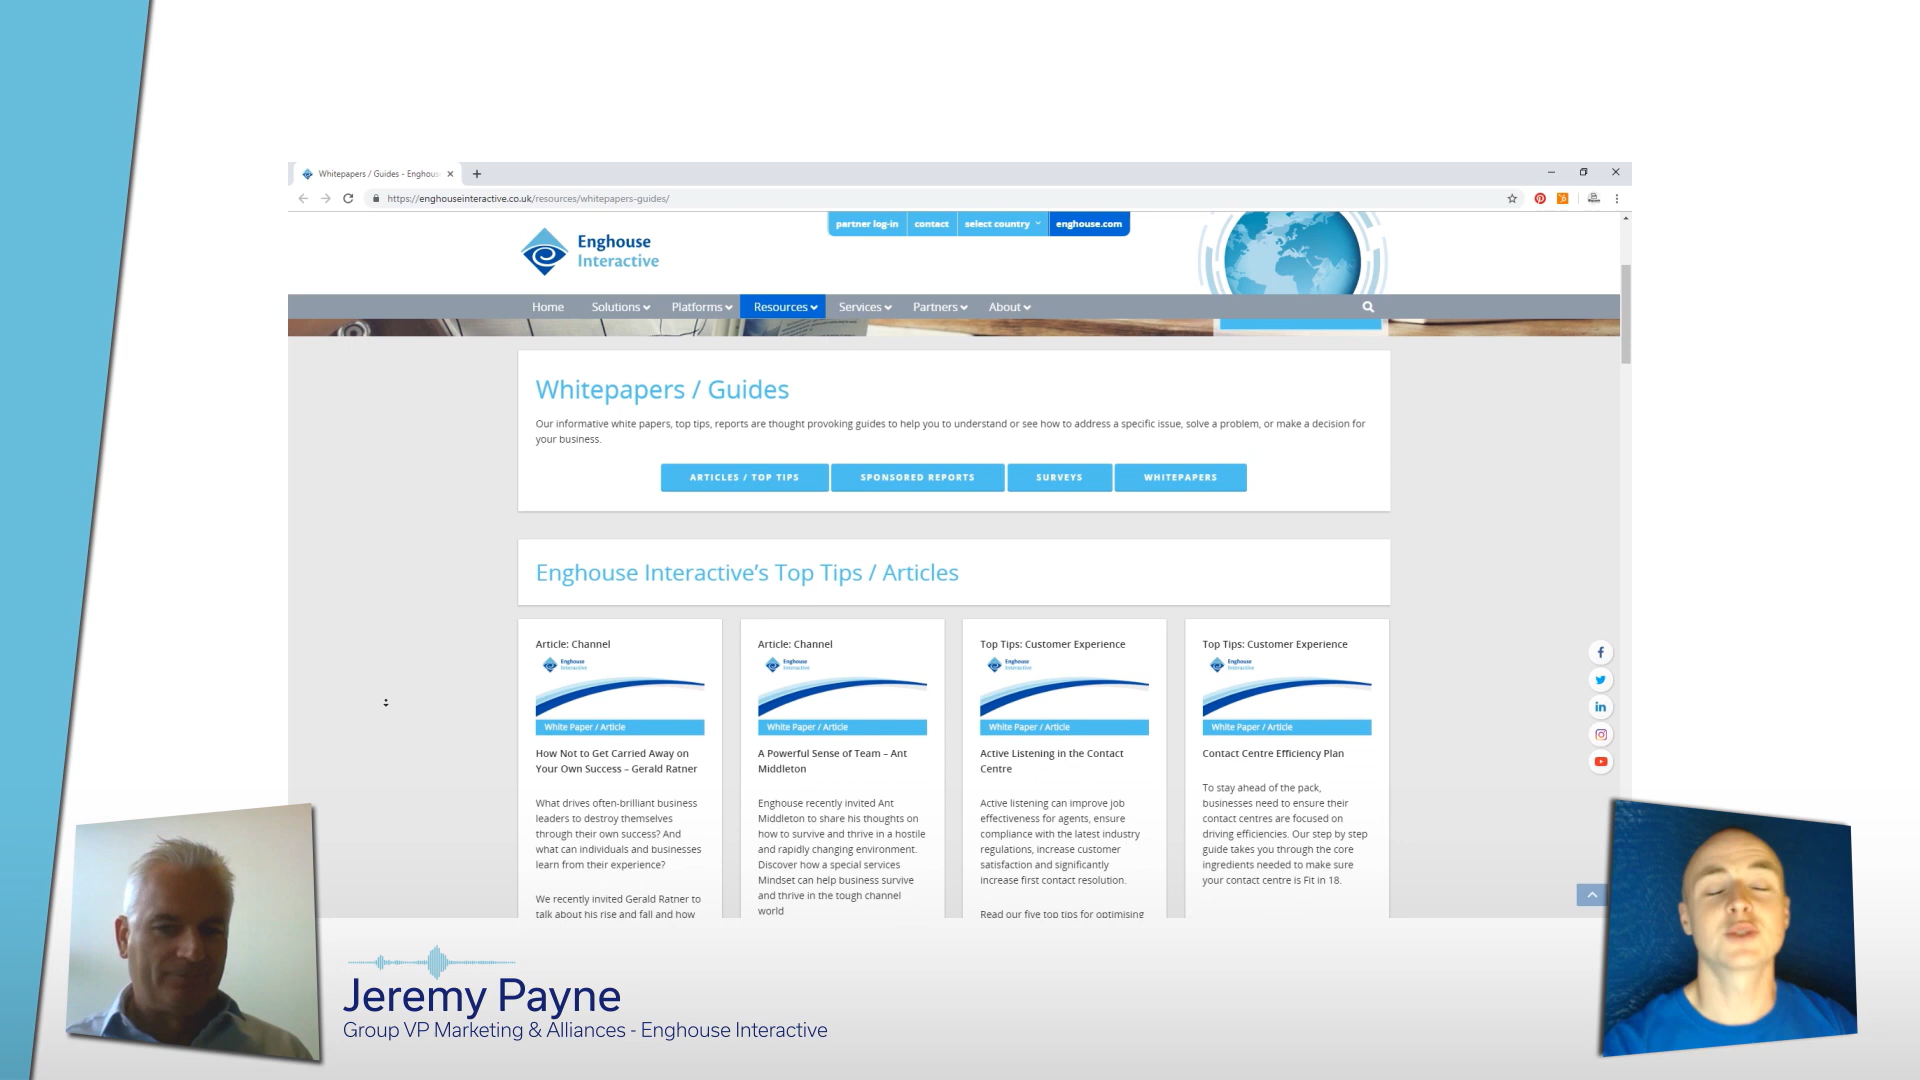 Whitepapers / Guides - Enghous
https://enghouseinteractive.co.uk/resources/whitepapers-guides/
partner log-in contact select country enghouse.com
Enghouse
Interactive
Home Solutions Platforms Resources Services Partners About
Whitepapers / Guides
Our informative white papers, top tips, reports are thought provoking guides to help you to understand or see how to address a specific issue, solve a problem, or make a decision for
your business.
ARTICLES / TOP TIPS SPONSORED REPORTS SURVEYS WHITEPAPERS
Enghouse Interactive's Top Tips / Articles
Article: Channel
Enghouse
Interactive
White Paper / Article
How Not to Get Carried Away on
Your Own Success – Gerald Ratner
What drives often-brilliant business
leaders to destroy themselves
through their own success? And
what can individuals and businesses
learn from their experience?
We recently invited Gerald Ratner to
talk about his rise and fall and how
Article: Channel
Enghouse
Interactive
White Paper / Article
A Powerful Sense of Team – Ant
Middleton
Enghouse recently invited Ant
Middleton to share his thoughts on
how to survive and thrive in a hostile
and rapidly changing environment.
Discover how a special services
Mindset can help business survive
and thrive in the tough channel
world
Top Tips: Customer Experience
Enghouse
Interactive
White Paper / Article
Active Listening in the Contact
Centre
Active listening can improve job
effectiveness for agents, ensure
compliance with the latest industry
regulations, increase customer
satisfaction and significantly
increase first contact resolution.
Read our five top tips for optimising
Top Tips: Customer Experience
Enghouse
Interactive
White Paper / Article
Contact Centre Efficiency Plan
To stay ahead of the pack,
businesses need to ensure their
contact centres are focused on
driving efficiencies. Our step by step
guide takes you through the core
ingredients needed to make sure
your contact centre is Fit in 18.
Jeremy Payne
Group VP Marketing & Alliances - Enghouse Interactive